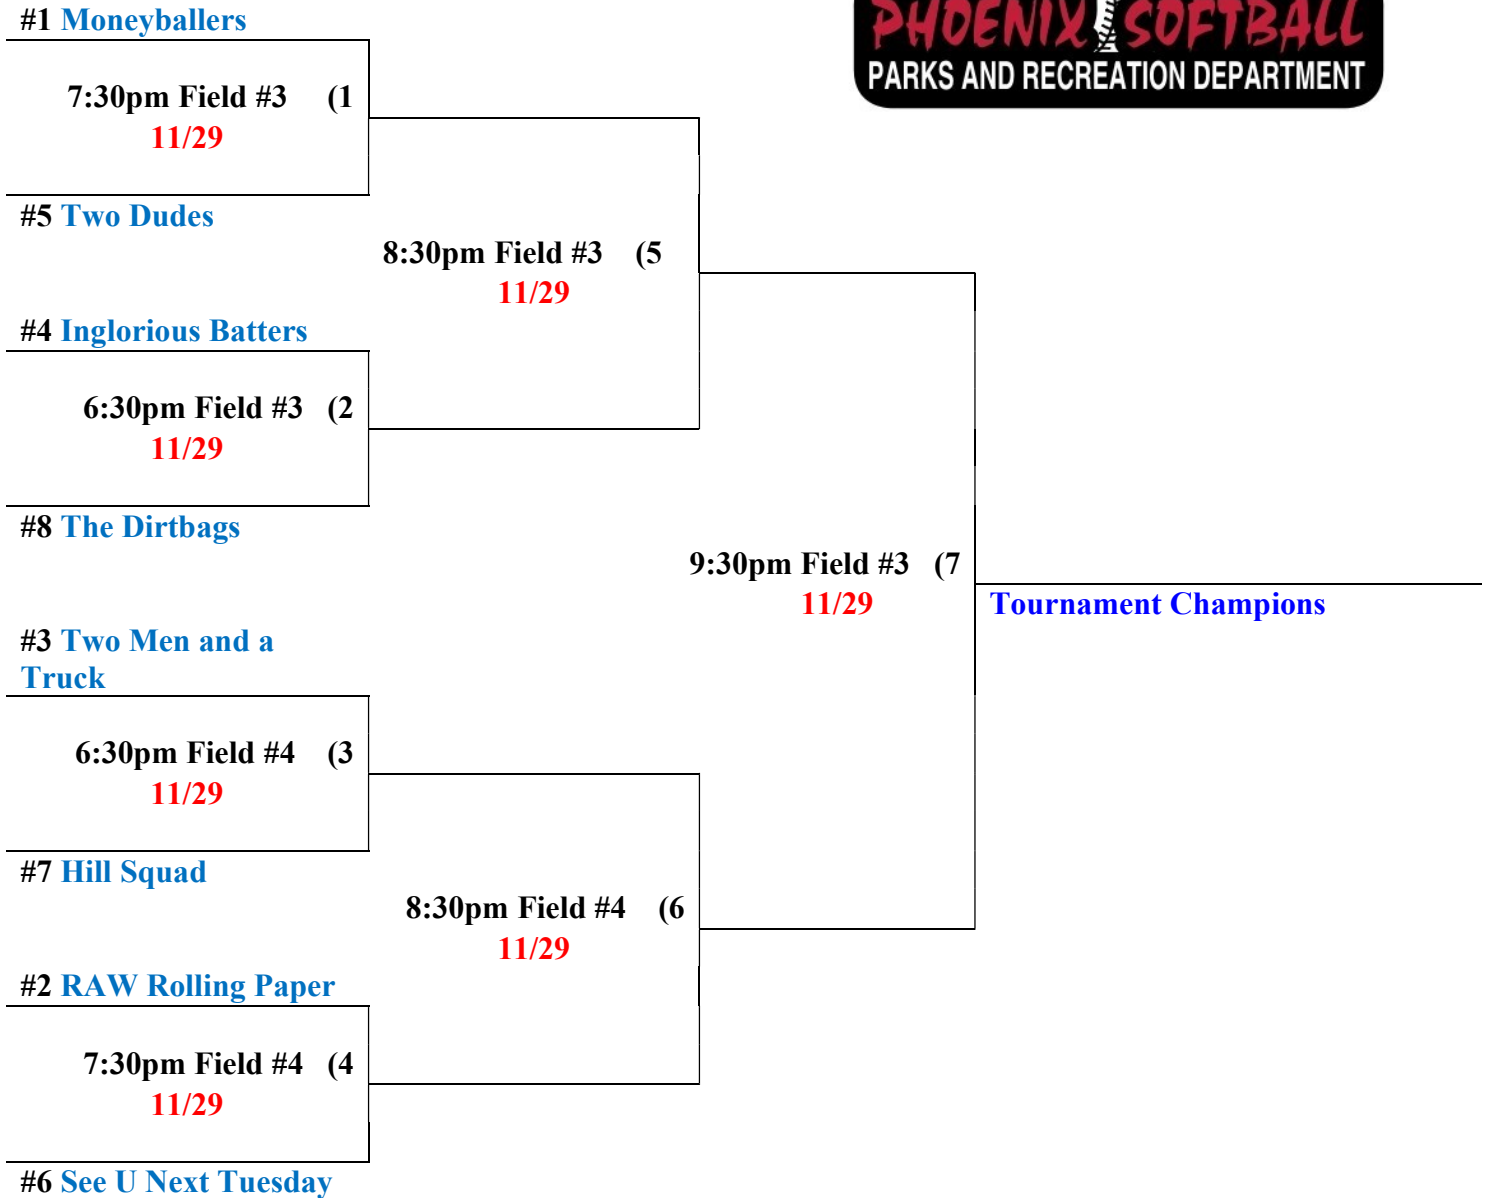 #1 Moneyballers
PHOENIX SOFTBALL
PARKS AND RECREATION DEPARTMENT
7:30pm Field #3 (1
11/29
#5 Two Dudes
8:30pm Field #3 (5
11/29
#4 Inglorious Batters
6:30pm Field #3 (2
11/29
#8 The Dirtbags
9:30pm Field #3 (7
11/29
Tournament Champions
#3 Two Men and a
Truck
6:30pm Field #4 (3
11/29
#7 Hill Squad
8:30pm Field #4 (6
11/29
#2 RAW Rolling Paper
7:30pm Field #4 (4
11/29
#6 See U Next Tuesday